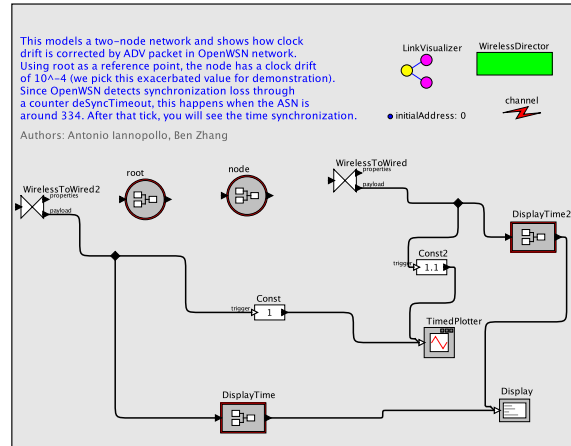 This models a two-node network and shows how clock
drift is corrected by ADV packet in OpenWSN network.
Using root as a reference point, the node has a clock drift
of 10^-4 (we pick this exacerbated value for demonstration).
Since OpenWSN detects synchronization loss through
a counter deSyncTimeout, this happens when the ASN is
around 334. After that tick, you will see the time synchronization.
Authors: Antonio Iannopollo, Ben Zhang
LinkVisualizer
WirelessDirector
initialAddress: 0
channel
WirelessToWired2
properties
payload
root
node
WirelessToWired
properties
payload
DisplayTime2
Const2
trigger
1.1
Const
trigger
1
TimedPlotter
DisplayTime
Display